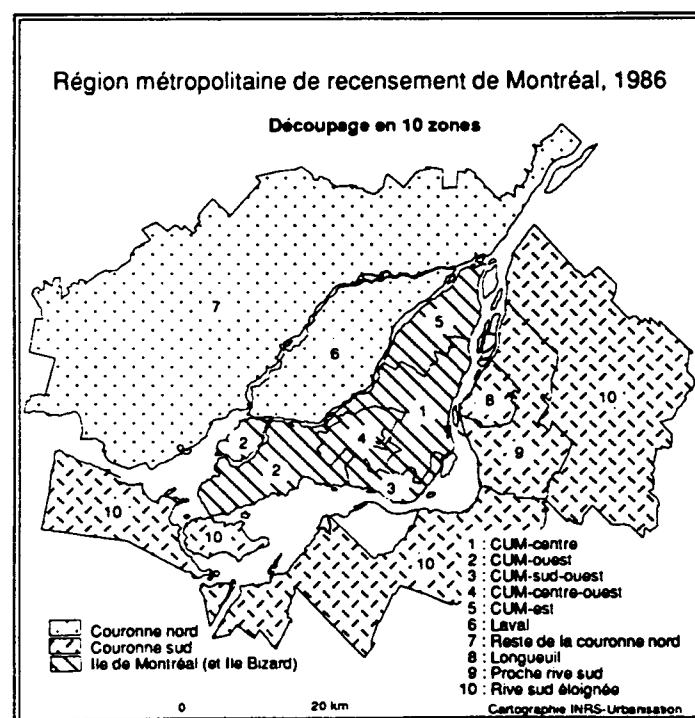 Région métropolitaine de recensement de Montréal, 1986
Découpage en 10 zones
7
6
5
1
8
10
2
4
2
9
3
10
10
10
1 : CUM-centre
2 : CUM-ouest
3 : CUM-sud-ouest
4 : CUM-centre-ouest
5 : CUM-est
6 : Laval
7 : Reste de la couronne nord
8 : Longueuil
9 : Proche rive sud
10 : Rive sud éloignée
Couronne nord
Couronne sud
Ile de Montréal (et Ile Bizard)
0 20 km
Cartographie INRS-Urbanisation